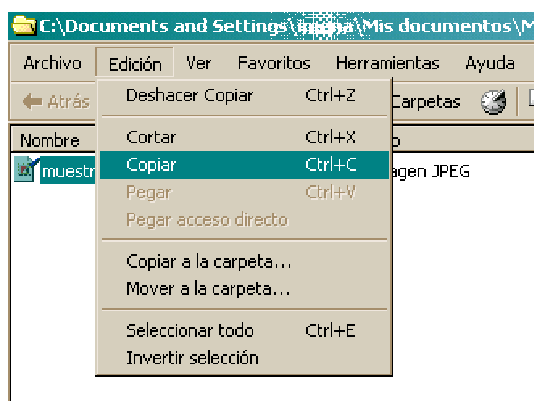 C:\Documents and Settings\ \Mis documentos\M
Archivo Edición Ver Favoritos Herramientas Ayuda
Atrás Carpetas
Nombre
muestr agen JPEG
Deshacer Copiar Ctrl+Z
Cortar Ctrl+X
Copiar Ctrl+C
Pegar Ctrl+V
Pegar acceso directo
Copiar a la carpeta...
Mover a la carpeta...
Seleccionar todo Ctrl+E
Invertir selección